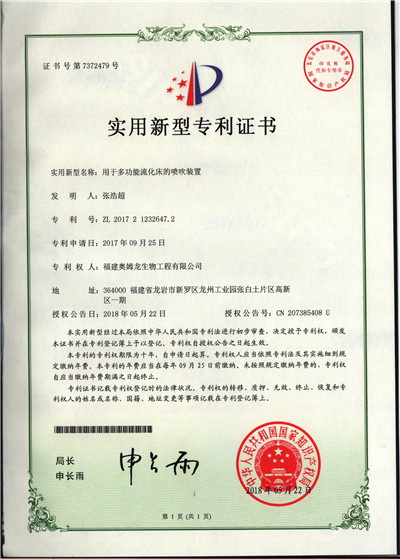 证书号第7372479号
实用新型专利证书
实用新型名称：用于多功能流化床的喷吹装置
发 明 人：张浩超
专 利 号：ZL 2017 2 1232647.2
专利申请日：2017年09月25日
专 利 权 人：福建奥姆龙生物工程有限公司
地 址：364000 福建省龙岩市新罗区龙州工业园张白土片区高新
区一期
授权公告日：2018年05月22日 授权公告号：CN 207385408 U
本实用新型经过本局依照中华人民共和国专利法进行初步审查，决定授予专利权，颁发
本证书并在专利登记簿上予以登记。专利权自授权公告之日起生效。
本专利的专利权期限为十年，自申请日起算。专利权人应当依照专利法及其实施细则规
定缴纳年费。本专利的年费应当在每年09月25日前缴纳。未按照规定缴纳年费的，专利权
自应当缴纳年费期满之日起终止。
专利证书记载专利权登记时的法律状况。专利权的转移、质押、无效、终止、恢复和专
利权人的姓名或名称、国籍、地址变更等事项记载在专利登记簿上。
局长
申长雨
申长雨
中华人民共和国国家知识产权局
2018年05月22日
第1页(共1页)